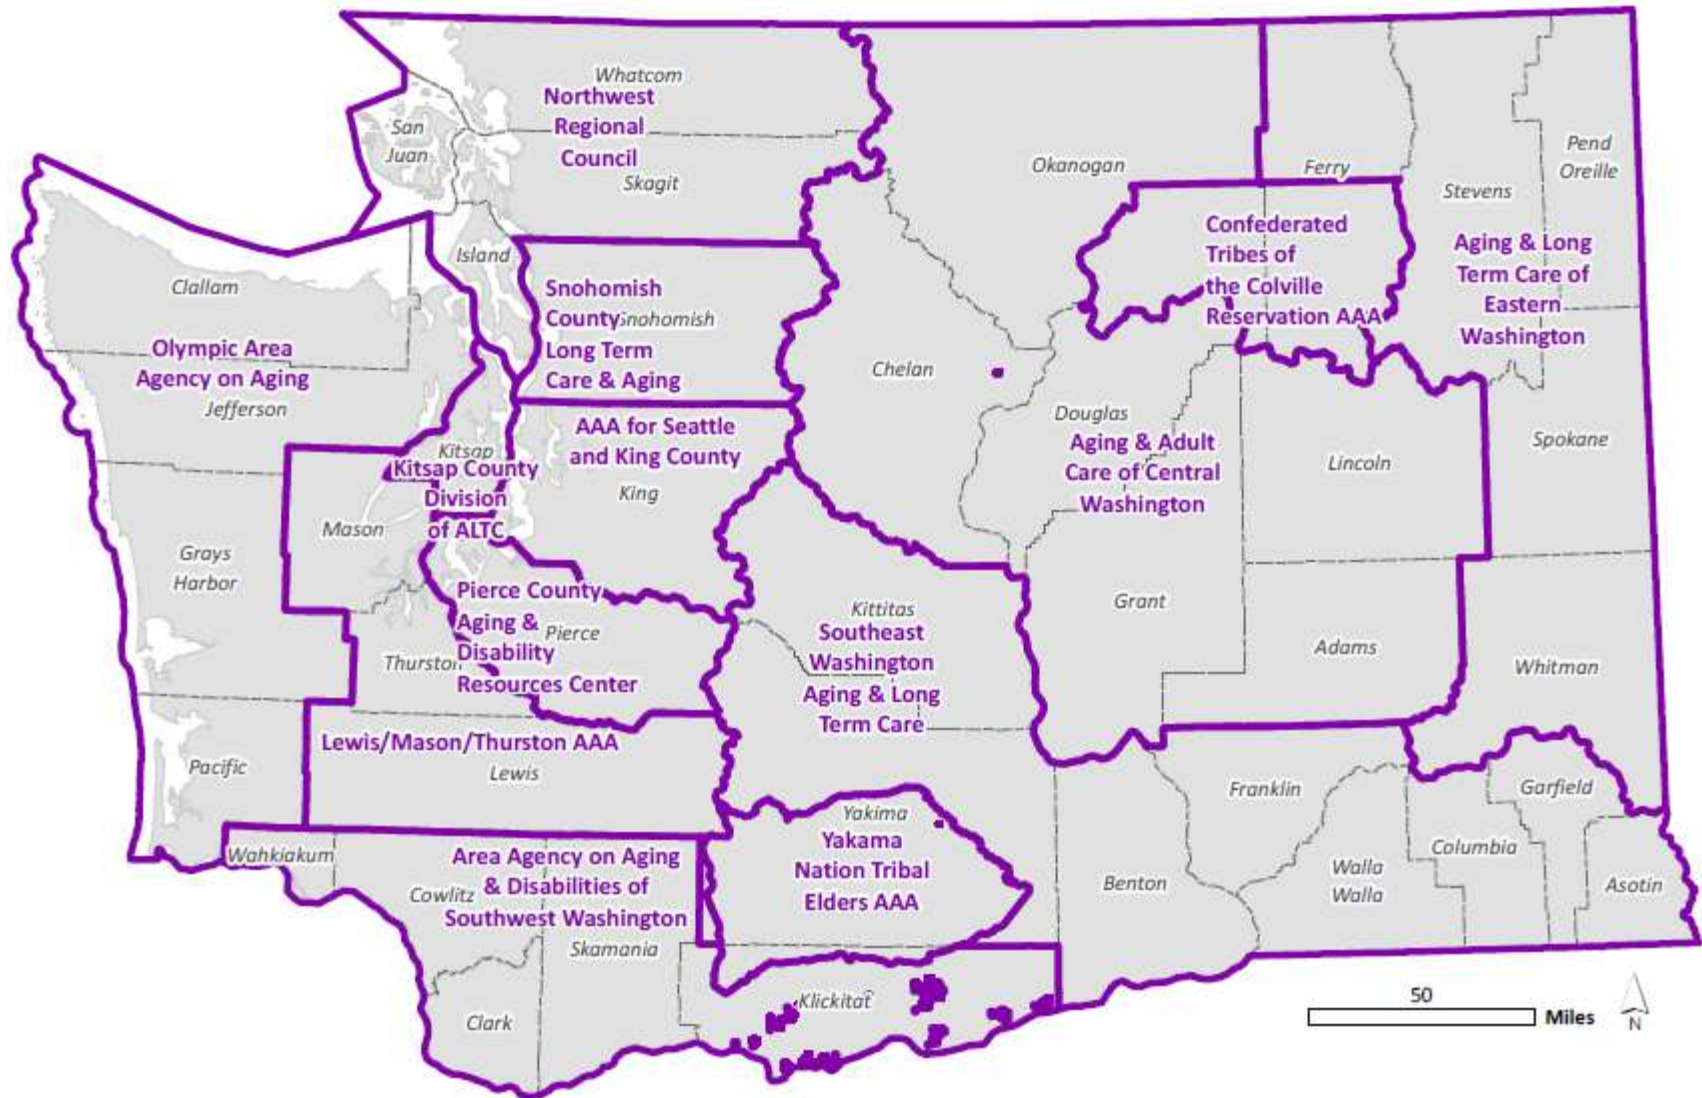 Whatcom
Northwest
Regional
Council
Skagit
San
Juan
Island
Okanogan
Ferry
Stevens
Pend
Oreille
Confederated
Tribes of
the Colville
Reservation AAA
Aging & Long
Term Care of
Eastern
Washington
Clallam
Olympic Area
Agency on Aging
Jefferson
Snohomish
County
Snohomish
Long Term
Care & Aging
Chelan
Douglas
Aging & Adult
Care of Central
Washington
Lincoln
Spokane
AAA for Seattle
and King County
King
Kitsap
Kitsap County
Division
of ALTC
Mason
Grays
Harbor
Pierce County
Aging &
Pierce
Disability
Resources Center
Thurston
Kittitas
Southeast
Washington
Aging & Long
Term Care
Grant
Adams
Whitman
Pacific
Lewis/Mason/Thurston AAA
Lewis
Franklin
Garfield
Columbia
Walla
Walla
Asotin
Benton
Yakima
Yakama
Nation Tribal
Elders AAA
Wahkiakum
Area Agency on Aging
& Disabilities of
Southwest Washington
Cowlitz
Skamania
Clark
Klickitat
50
Miles
N